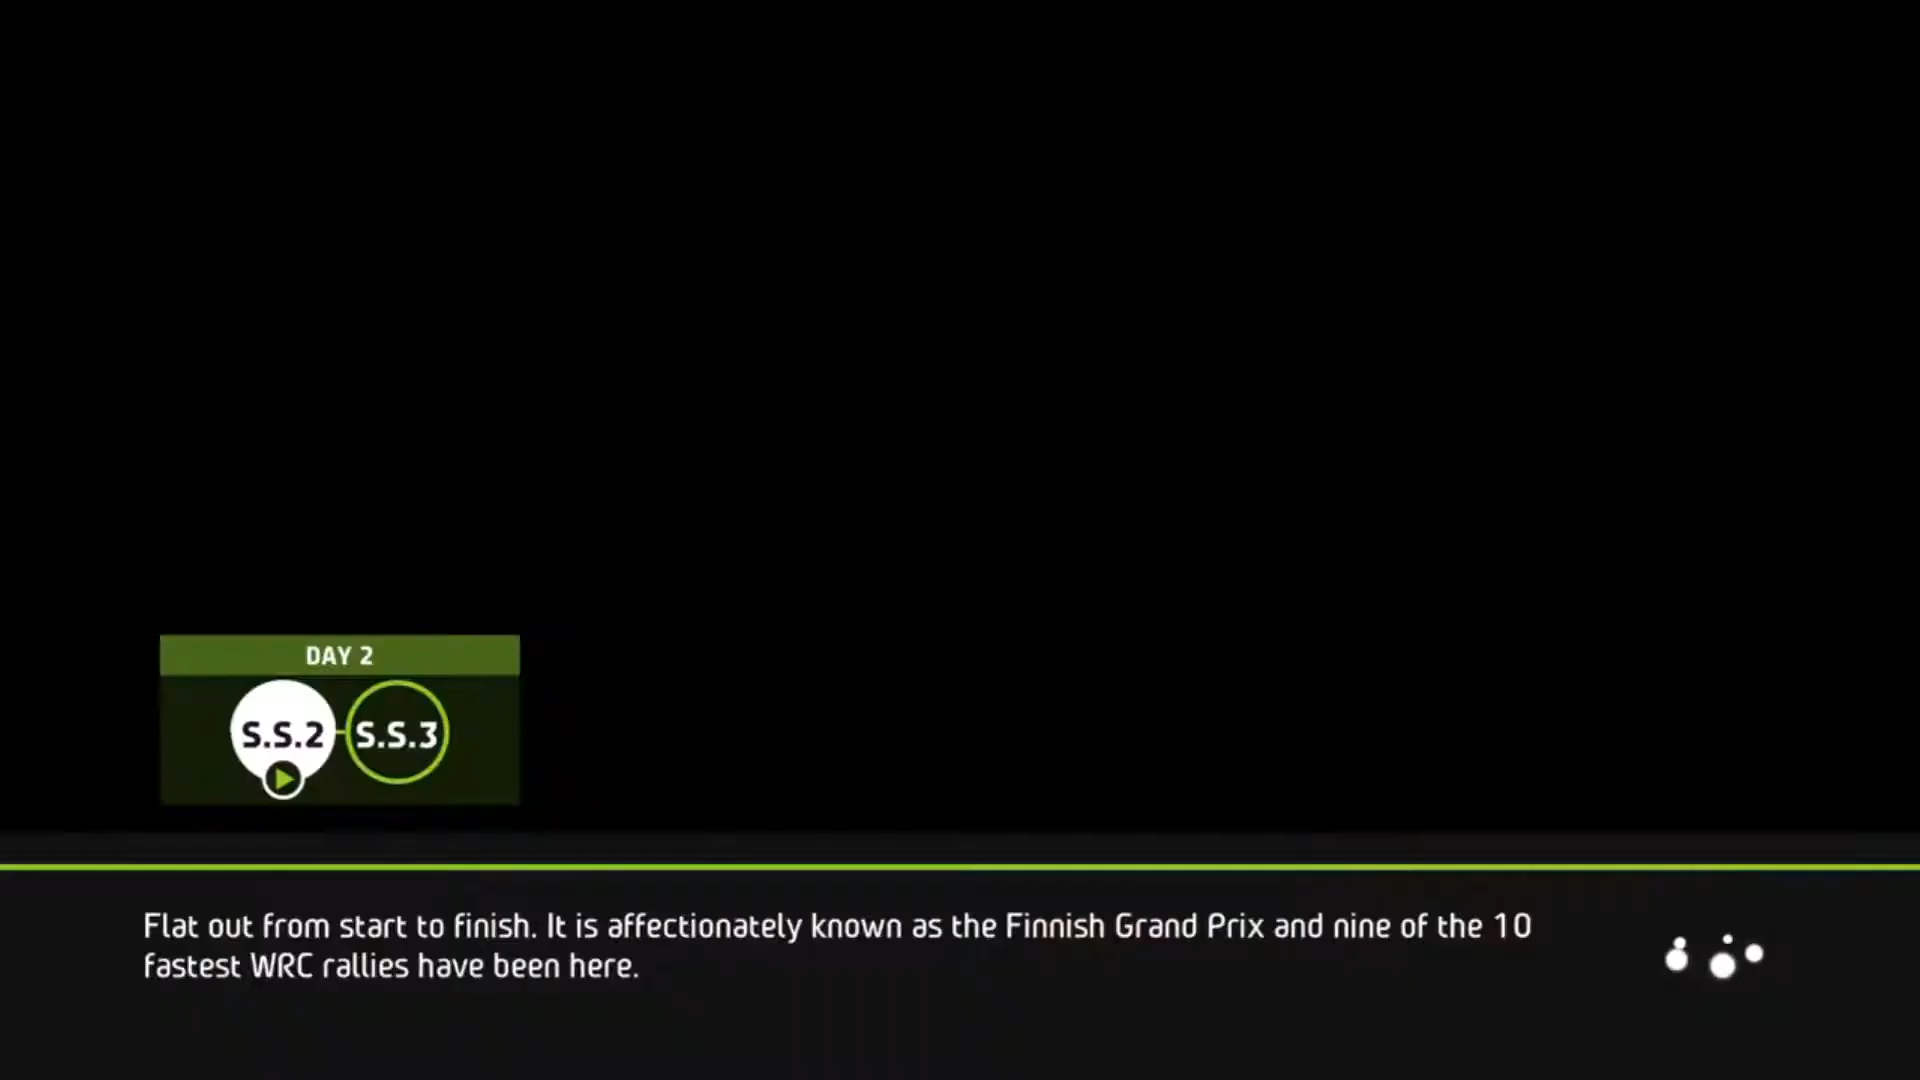 DAY 2
S.S.2
S.S.3
Flat out from start to finish. It is affectionately known as the Finnish Grand Prix and nine of the 10
fastest WRC rallies have been here.